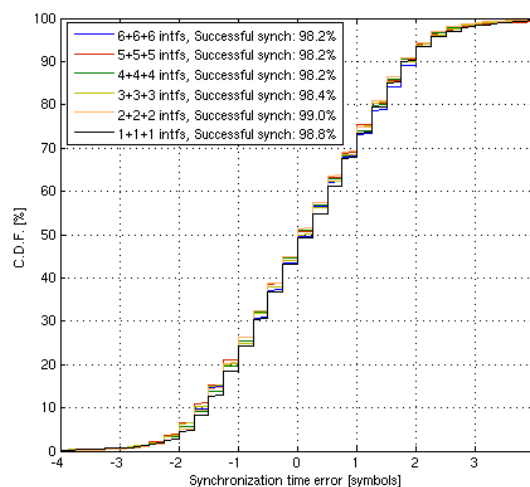 100
90
80
70
60
50
40
30
20
10
0
C.D.F. [%]
6+6+6 intfs, Successful synch: 98.2%
5+5+5 intfs, Successful synch: 98.2%
4+4+4 intfs, Successful synch: 98.2%
3+3+3 intfs, Successful synch: 98.4%
2+2+2 intfs, Successful synch: 99.0%
1+1+1 intfs, Successful synch: 98.8%
-4 -3 -2 -1 0 1 2 3
Synchronization time error [symbols]